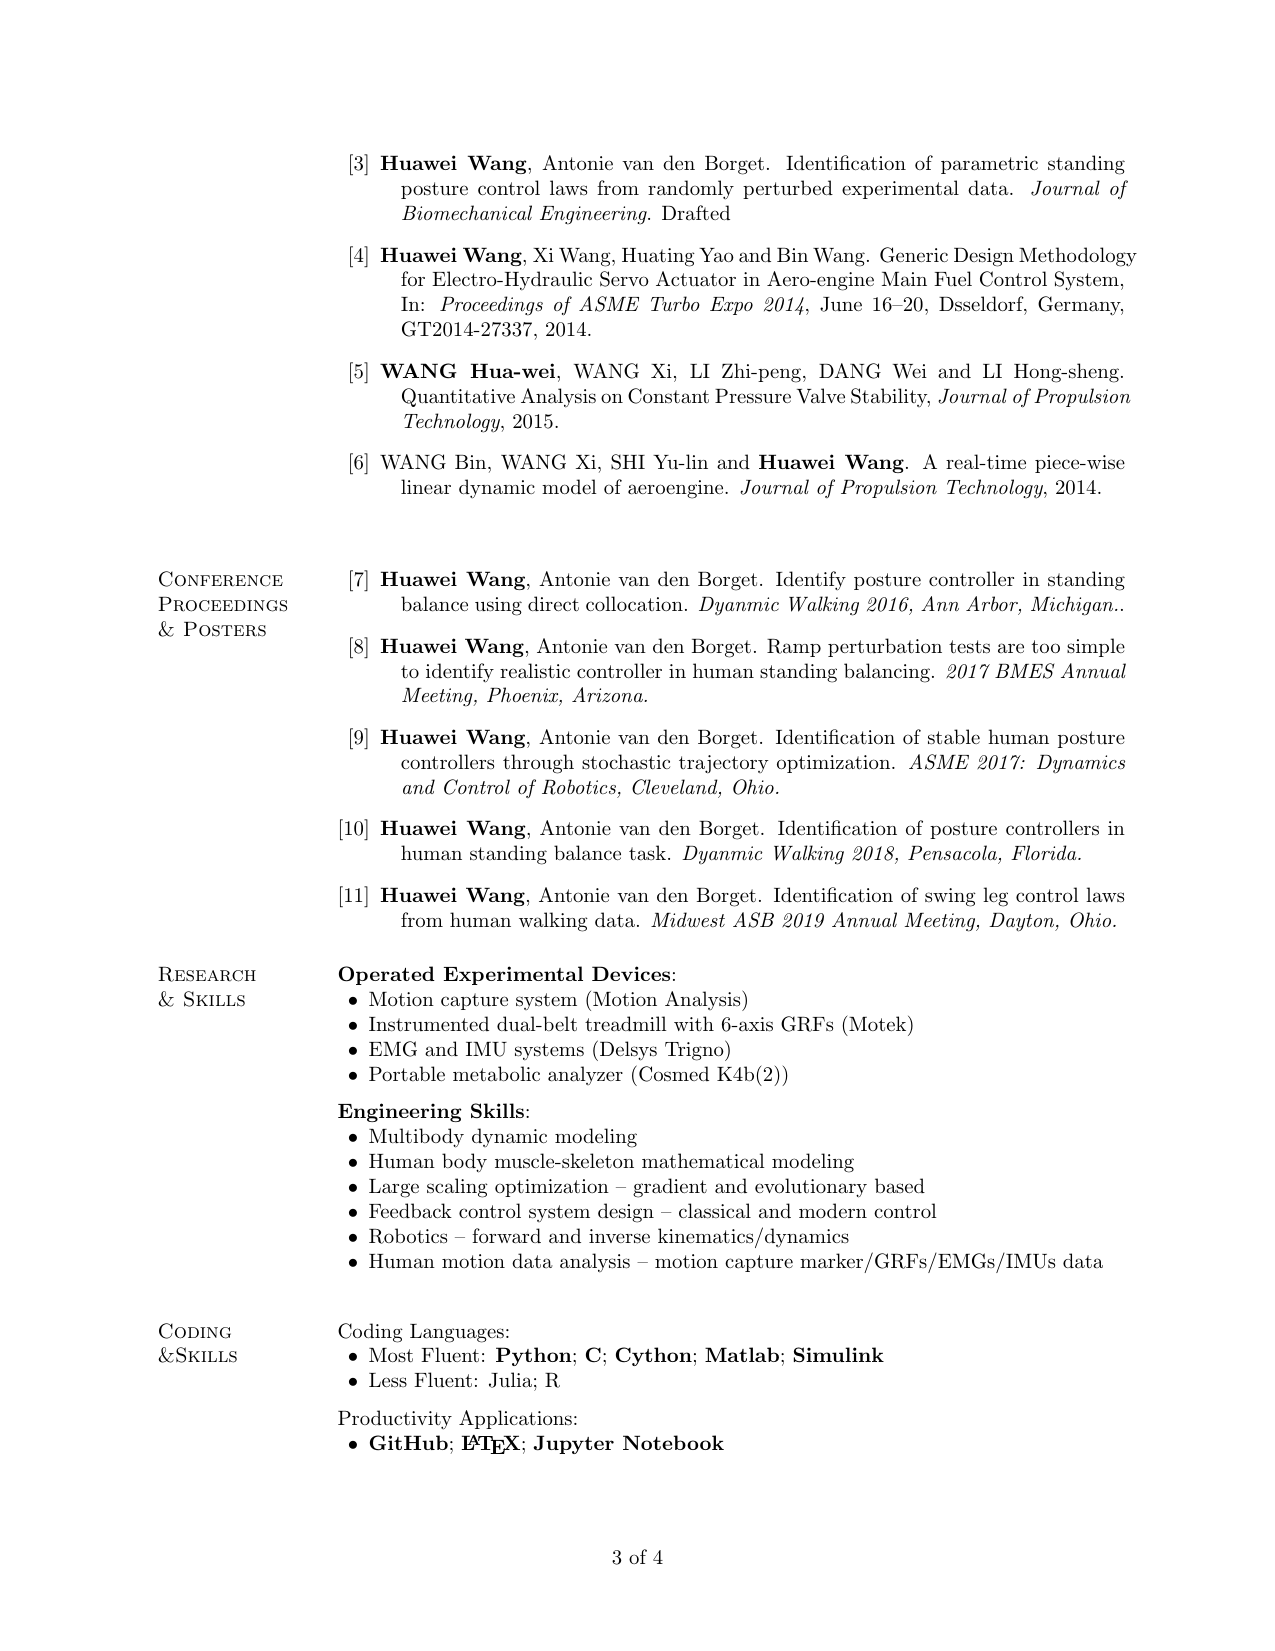 [3] Huawei Wang, Antonie van den Borget. Identification of parametric standing
posture control laws from randomly perturbed experimental data. Journal of
Biomechanical Engineering. Drafted
[4] Huawei Wang, Xi Wang, Huating Yao and Bin Wang. Generic Design Methodology
for Electro-Hydraulic Servo Actuator in Aero-engine Main Fuel Control System,
In: Proceedings of ASME Turbo Expo 2014, June 16–20, Dsseldorf, Germany,
GT2014-27337, 2014.
[5] WANG Hua-wei, WANG Xi, LI Zhi-peng, DANG Wei and LI Hong-sheng.
Quantitative Analysis on Constant Pressure Valve Stability, Journal of Propulsion
Technology, 2015.
[6] WANG Bin, WANG Xi, SHI Yu-lin and Huawei Wang. A real-time piece-wise
linear dynamic model of aeroengine. Journal of Propulsion Technology, 2014.
Conference
Proceedings
& Posters
[7] Huawei Wang, Antonie van den Borget. Identify posture controller in standing
balance using direct collocation. Dyanmic Walking 2016, Ann Arbor, Michigan..
[8] Huawei Wang, Antonie van den Borget. Ramp perturbation tests are too simple
to identify realistic controller in human standing balancing. 2017 BMES Annual
Meeting, Phoenix, Arizona.
[9] Huawei Wang, Antonie van den Borget. Identification of stable human posture
controllers through stochastic trajectory optimization. ASME 2017: Dynamics
and Control of Robotics, Cleveland, Ohio.
[10] Huawei Wang, Antonie van den Borget. Identification of posture controllers in
human standing balance task. Dyanmic Walking 2018, Pensacola, Florida.
[11] Huawei Wang, Antonie van den Borget. Identification of swing leg control laws
from human walking data. Midwest ASB 2019 Annual Meeting, Dayton, Ohio.
Research
& Skills
Operated Experimental Devices:
• Motion capture system (Motion Analysis)
• Instrumented dual-belt treadmill with 6-axis GRFs (Motek)
• EMG and IMU systems (Delsys Trigno)
• Portable metabolic analyzer (Cosmed K4b(2))
Engineering Skills:
• Multibody dynamic modeling
• Human body muscle-skeleton mathematical modeling
• Large scaling optimization – gradient and evolutionary based
• Feedback control system design – classical and modern control
• Robotics – forward and inverse kinematics/dynamics
• Human motion data analysis – motion capture marker/GRFs/EMGs/IMUs data
Coding
&Skills
Coding Languages:
• Most Fluent: Python; C; Cython; Matlab; Simulink
• Less Fluent: Julia; R
Productivity Applications:
• GitHub; LATEX; Jupyter Notebook
3 of 4